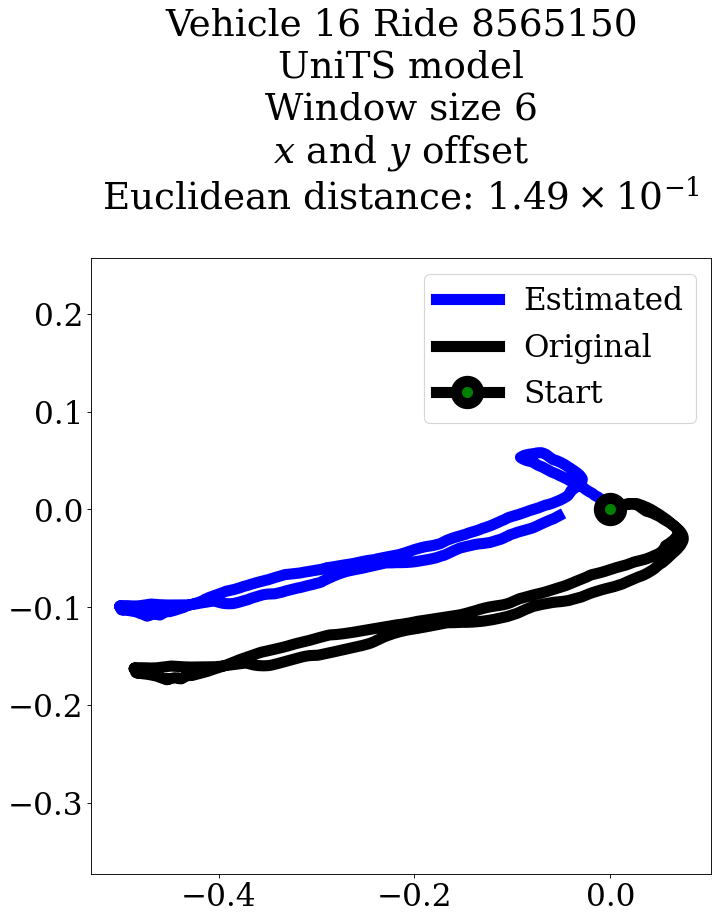 Vehicle 16 Ride 8565150
UniTS model
Window size 6
x and y offset
Euclidean distance: 1.49 × 10⁻¹
Estimated
Original
Start
0.2
0.1
0.0
−0.1
−0.2
−0.3
−0.4 −0.2 0.0